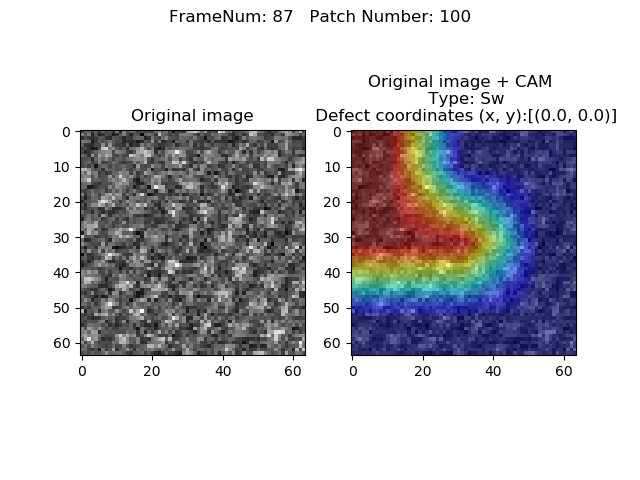 FrameNum: 87   Patch Number: 100
Original image
Original image + CAM
Type: Sw
Defect coordinates (x, y):[(0.0, 0.0)]
0
10
20
30
40
50
60
0 20 40 60
0
10
20
30
40
50
60
0 20 40 60